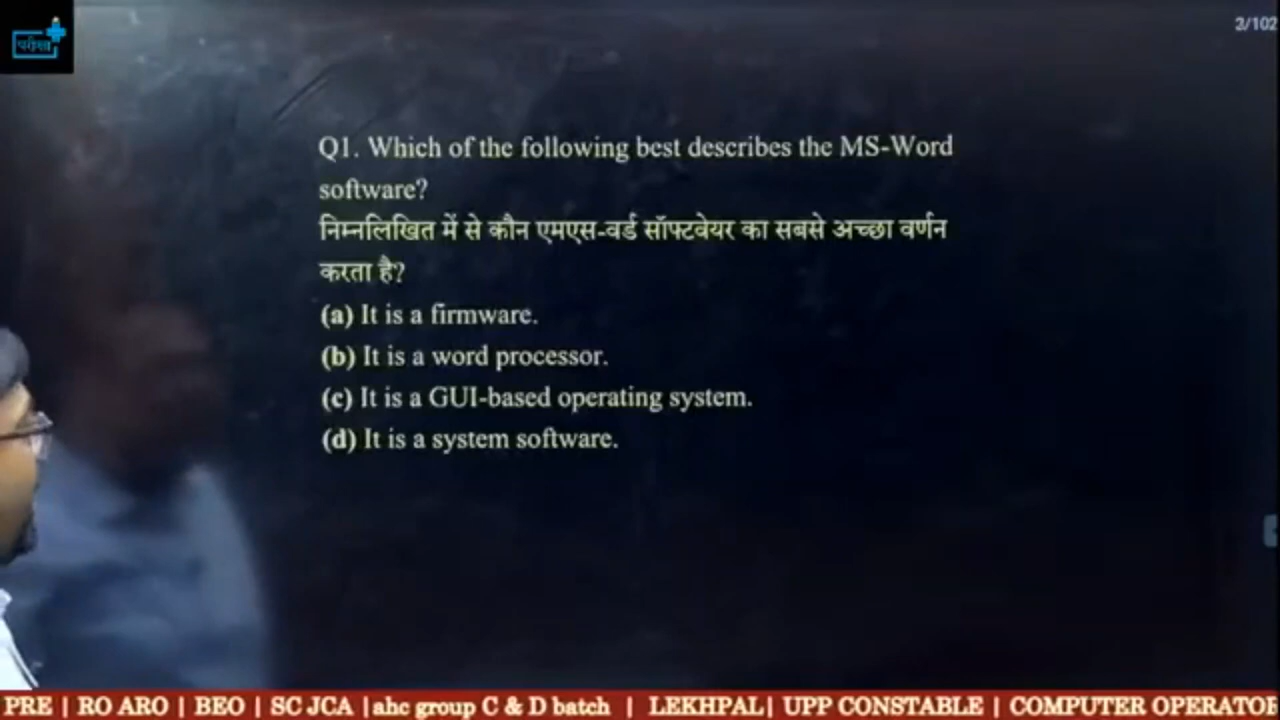 परीक्षा
2/102
Q1. Which of the following best describes the MS-Word
software?
निम्नलिखित में से कौन एमएस-वर्ड सॉफ्टवेयर का सबसे अच्छा वर्णन
करता है?
(a) It is a firmware.
(b) It is a word processor.
(c) It is a GUI-based operating system.
(d) It is a system software.
PRE | RO ARO | BEO | SC JCA |ahc group C & D batch | LEKHPAL| UPP CONSTABLE | COMPUTER OPERATOR